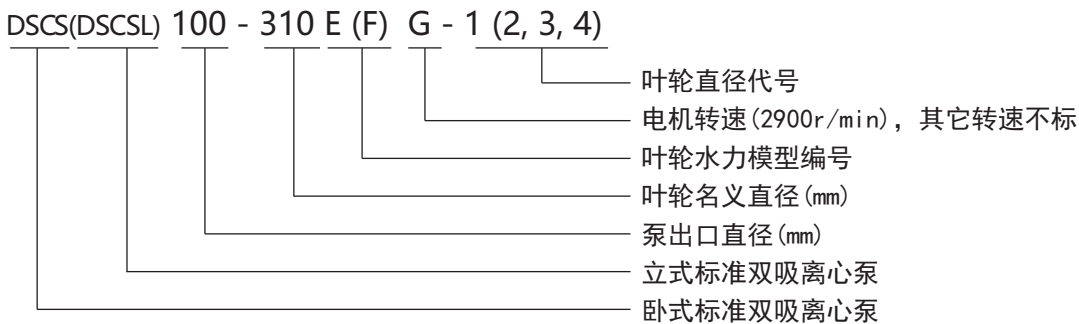 DSCS(DSCSL) 100 - 310 E (F) G - 1 (2, 3, 4)
叶轮直径代号
电机转速(2900r/min)，其它转速不标
叶轮水力模型编号
叶轮名义直径(mm)
泵出口直径(mm)
立式标准双吸离心泵
卧式标准双吸离心泵